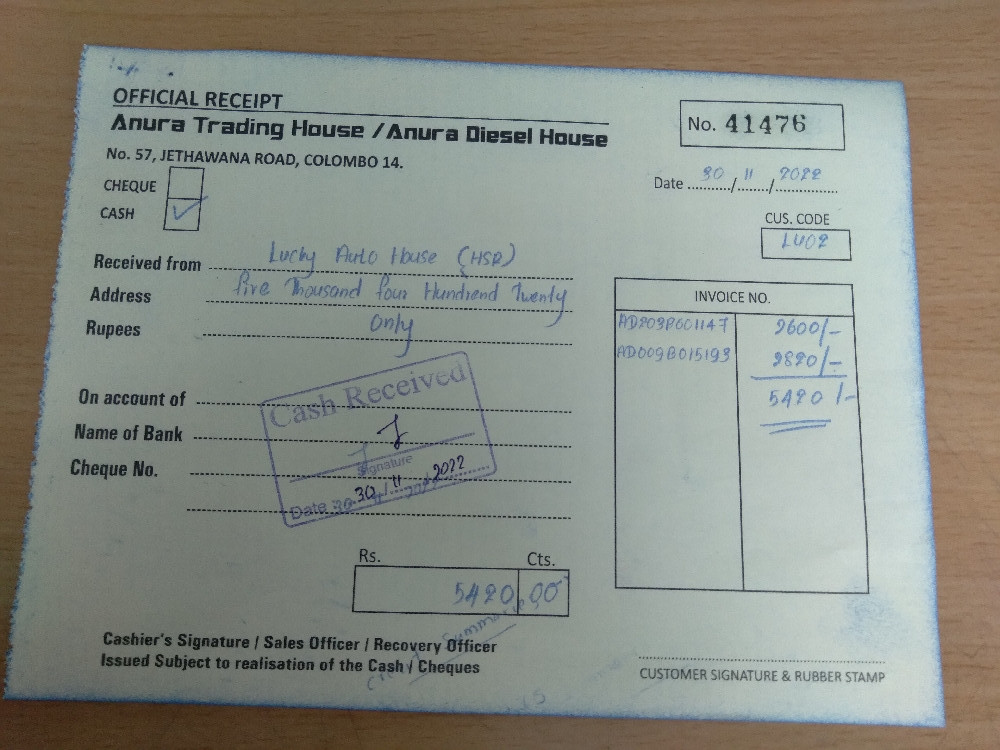 OFFICIAL RECEIPT
Anura Trading House / Anura Diesel House
No. 57, JETHAWANA ROAD, COLOMBO 14.
No. 41476
Date 30/11/2022
CHEQUE
CASH ✓
CUS. CODE
LU02
Received from Lucky Auto House (HSR)
Address five Thousand four Hundrend Twenty
Rupees Only
INVOICE NO.
AD203P001147 2600/-
AD009B015193 2820/-
5420/-
On account of
Name of Bank
Cheque No.
Cash Received
Signature
Date 30/11/2022
Rs. Cts.
5420 00
Cashier's Signature / Sales Officer / Recovery Officer
Issued Subject to realisation of the Cash / Cheques
CUSTOMER SIGNATURE & RUBBER STAMP